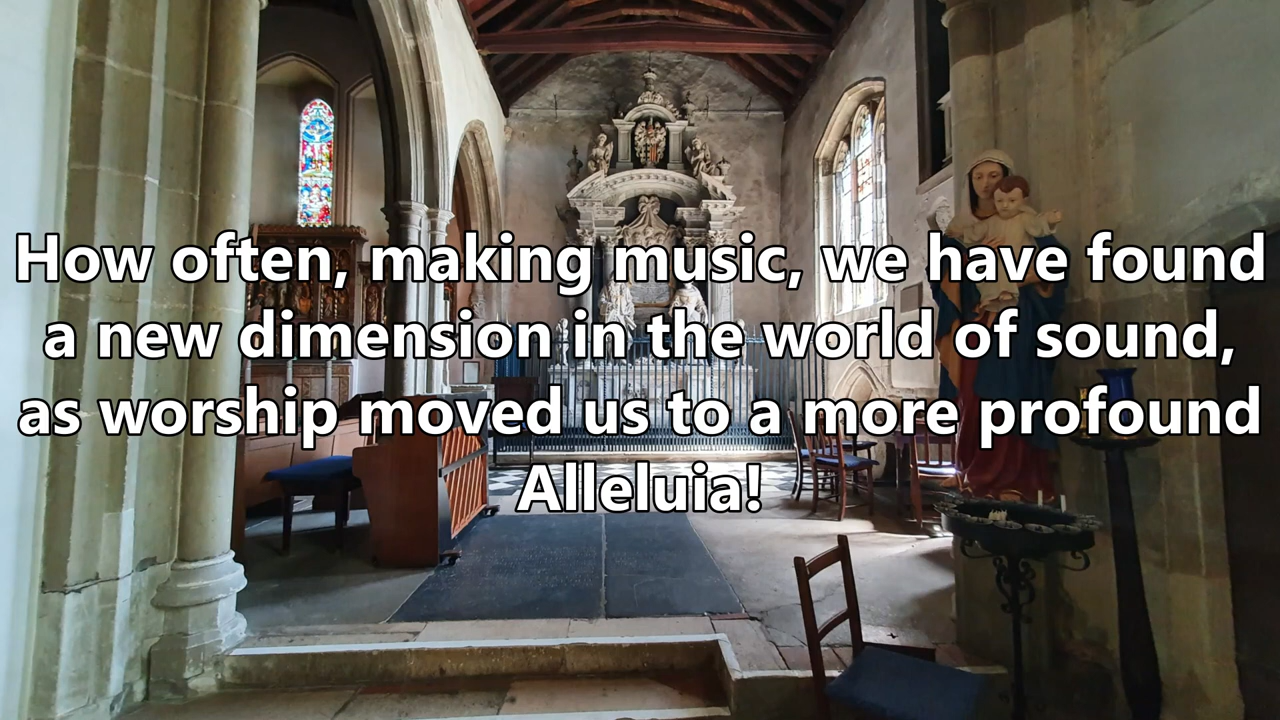 How often, making music, we have found
a new dimension in the world of sound,
as worship moved us to a more profound
Alleluia!